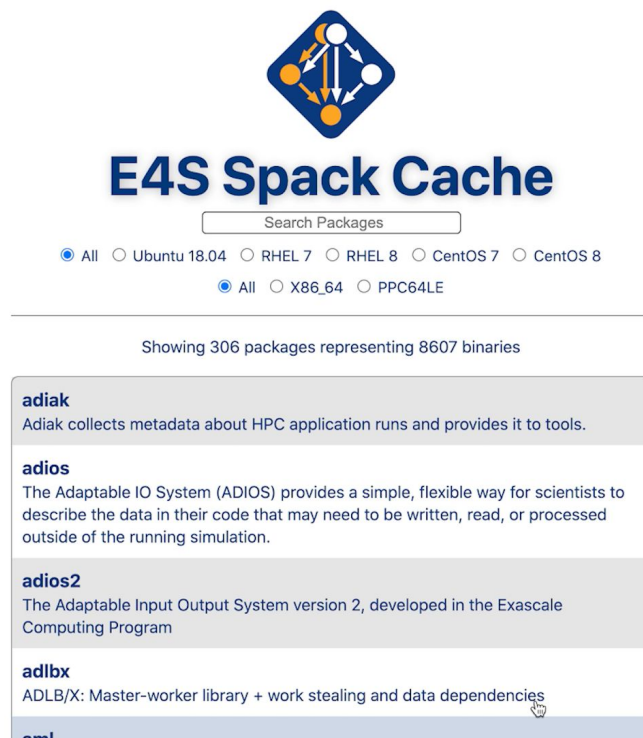 E4S Spack Cache
Search Packages
All Ubuntu 18.04 RHEL 7 RHEL 8 CentOS 7 CentOS 8
All X86_64 PPC64LE
Showing 306 packages representing 8607 binaries
adiak
Adiak collects metadata about HPC application runs and provides it to tools.
adios
The Adaptable IO System (ADIOS) provides a simple, flexible way for scientists to
describe the data in their code that may need to be written, read, or processed
outside of the running simulation.
adios2
The Adaptable Input Output System version 2, developed in the Exascale
Computing Program
adlbx
ADLB/X: Master-worker library + work stealing and data dependencies